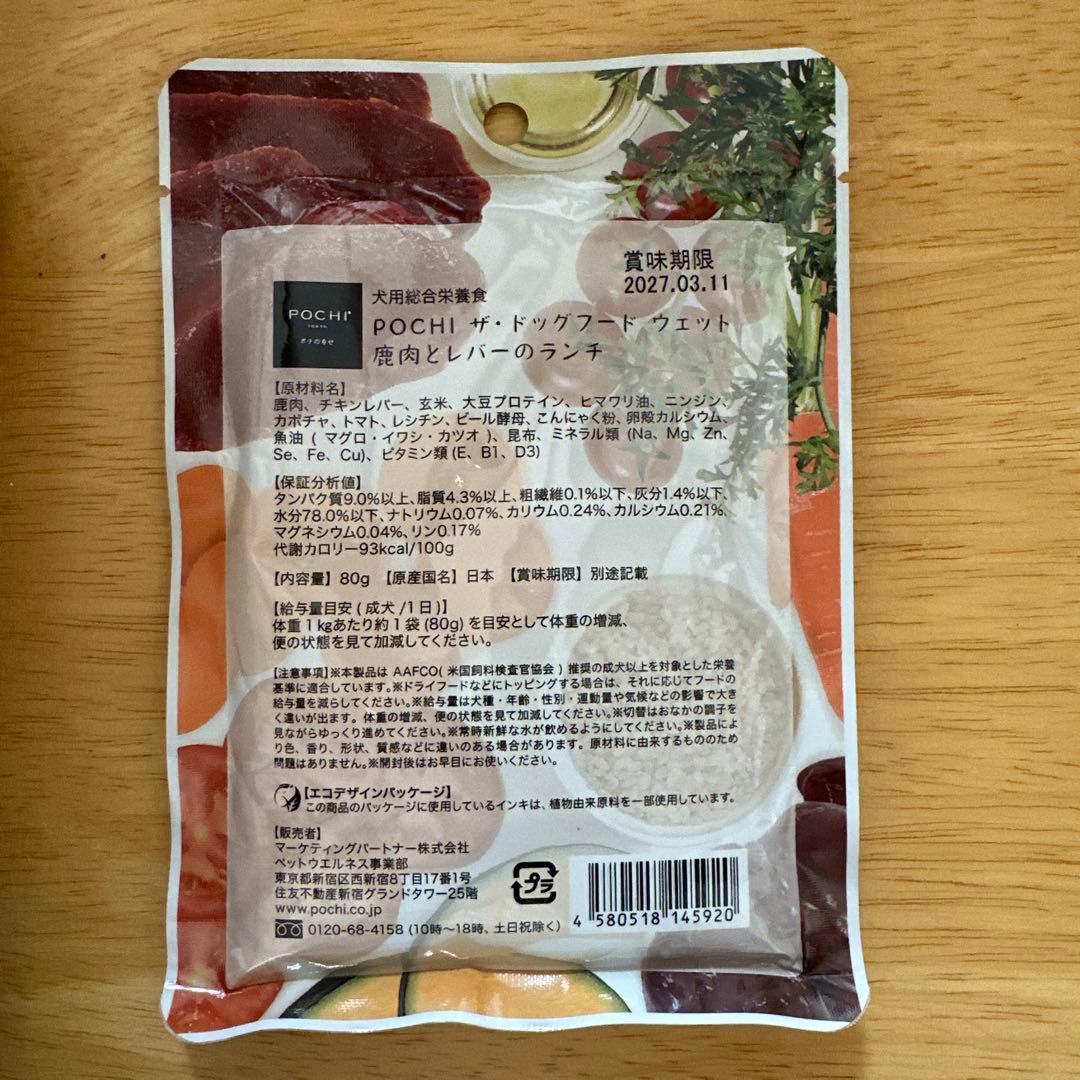 賞味期限
2027.03.11
POCHI
TOKYO
ポチの幸せ
犬用総合栄養食
POCHI ザ・ドッグフード ウェット
鹿肉とレバーのランチ
【原材料名】
鹿肉、チキンレバー、玄米、大豆プロテイン、ヒマワリ油、ニンジン、
カボチャ、トマト、レシチン、ビール酵母、こんにゃく粉、卵殻カルシウム、
魚油 ( マグロ・イワシ・カツオ )、昆布、ミネラル類 (Na、Mg、Zn、
Se、Fe、Cu)、ビタミン類 (E、B1、D3)
【保証分析値】
タンパク質9.0%以上、脂質4.3%以上、粗繊維0.1%以下、灰分1.4%以下、
水分78.0%以下、ナトリウム0.07%、カリウム0.24%、カルシウム0.21%、
マグネシウム0.04%、リン0.17%
代謝カロリー93kcal/100g
【内容量】80g 【原産国名】日本 【賞味期限】別途記載
【給与量目安 ( 成犬 /1日)】
体重1kgあたり約1袋 (80g) を目安として体重の増減、
便の状態を見て加減してください。
【注意事項】※本製品は AAFCO( 米国飼料検査官協会 ) 推奨の成犬以上を対象とした栄養
基準に適合しています。※ドライフードなどにトッピングする場合は、それに応じてフードの
給与量を減らしてください。※給与量は犬種・年齢・性別・運動量や気候などの影響で大き
く違いが出ます。体重の増減、便の状態を見て加減してください。※切替はおなかの調子を
見ながらゆっくり進めてください。※常時新鮮な水が飲めるようにしてください。※製品によ
り色、香り、形状、質感などに違いのある場合があります。原材料に由来するもののため
問題はありません。※開封後はお早目にお使いください。
【エコデザインパッケージ】
この商品のパッケージに使用しているインキは、植物由来原料を一部使用しています。
【販売者】
マーケティングパートナー株式会社
ペットウエルネス事業部
東京都新宿区西新宿8丁目17番1号
住友不動産新宿グランドタワー25階
www.pochi.co.jp
0120-68-4158 (10時～18時、土日祝除く)
プラ
4 580518 145920